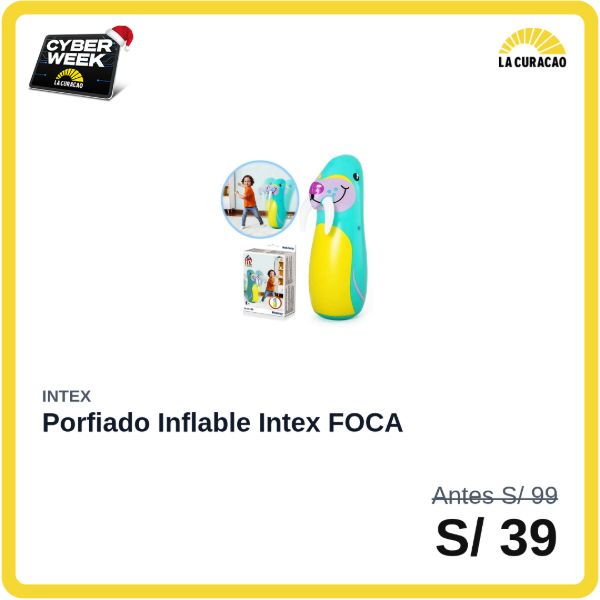 CYBER
WEEK
LA CURACAO
LA CURACAO
INTEX
Porfiado Inflable Intex FOCA
Antes S/ 99
S/ 39